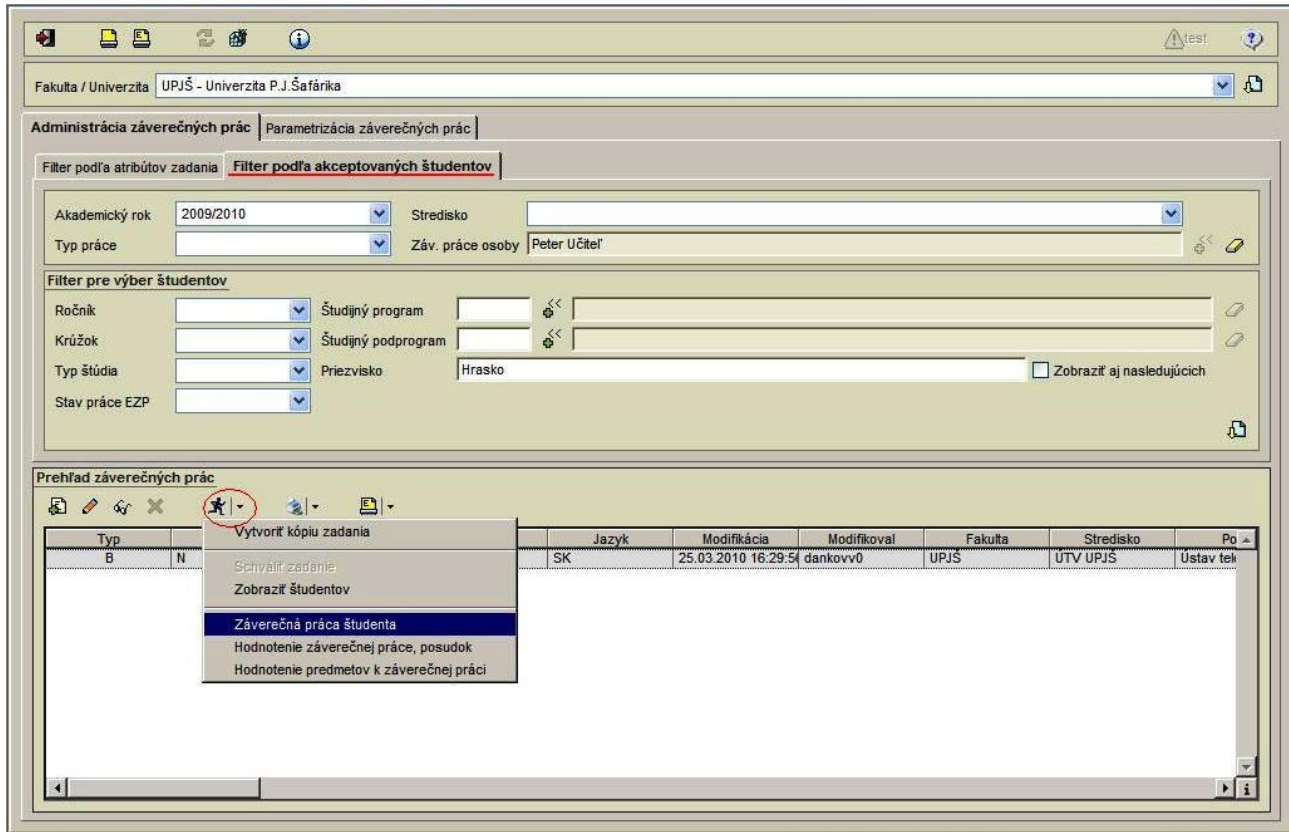 test
Fakulta / Univerzita UPJŠ - Univerzita P.J.Šafárika
Administrácia záverečných prác Parametrizácia záverečných prác
Filter podľa atribútov zadania Filter podľa akceptovaných študentov
Akademický rok 2009/2010 Stredisko
Typ práce Záv. práce osoby Peter Učiteľ
Filter pre výber študentov
Ročník Študijný program
Krúžok Študijný podprogram
Typ štúdia Priezvisko Hrasko Zobraziť aj nasledujúcich
Stav práce EZP
Prehľad záverečných prác
Typ Jazyk Modifikácia Modifikoval Fakulta Stredisko Po
B N SK 25.03.2010 16:29:5 dankovv0 UPJŠ ÚTV UPJŠ Ústav tel
Vytvoriť kópiu zadania
Schváliť zadanie
Zobraziť študentov
Záverečná práca študenta
Hodnotenie záverečnej práce, posudok
Hodnotenie predmetov k záverečnej práci